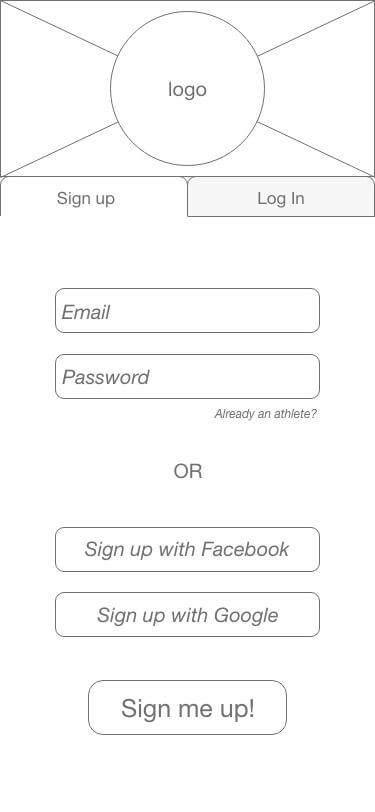 logo
Sign up
Log In
Email
Password
Already an athlete?
OR
Sign up with Facebook
Sign up with Google
Sign me up!